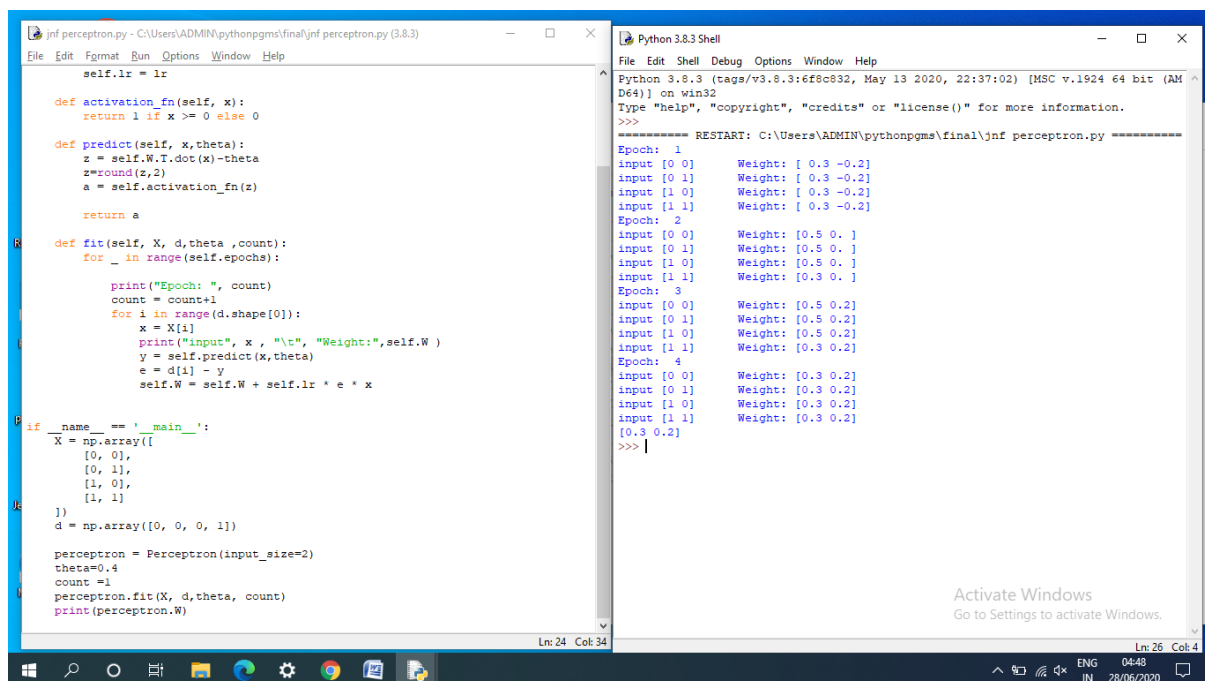 jnf perceptron.py - C:\Users\ADMIN\pythonpgms\final\jnf perceptron.py (3.8.3)
File Edit Format Run Options Window Help
        self.lr = lr

    def activation_fn(self, x):
        return 1 if x >= 0 else 0

    def predict(self, x,theta):
        z = self.W.T.dot(x)-theta
        z=round(z,2)
        a = self.activation_fn(z)

        return a

    def fit(self, X, d,theta ,count):
        for _ in range(self.epochs):

            print("Epoch: ", count)
            count = count+1
            for i in range(d.shape[0]):
                x = X[i]
                print("input", x , "\t", "Weight:",self.W )
                y = self.predict(x,theta)
                e = d[i] - y
                self.W = self.W + self.lr * e * x

if __name__ == '__main__':
    X = np.array([
        [0, 0],
        [0, 1],
        [1, 0],
        [1, 1]
    ])
    d = np.array([0, 0, 0, 1])

    perceptron = Perceptron(input_size=2)
    theta=0.4
    count =1
    perceptron.fit(X, d,theta, count)
    print(perceptron.W)
Ln: 24 Col: 34
Python 3.8.3 Shell
File Edit Shell Debug Options Window Help
Python 3.8.3 (tags/v3.8.3:6f8c832, May 13 2020, 22:37:02) [MSC v.1924 64 bit (AM
D64)] on win32
Type "help", "copyright", "credits" or "license()" for more information.
>>>
========== RESTART: C:\Users\ADMIN\pythonpgms\final\jnf perceptron.py ==========
Epoch:  1
input [0 0] 	 Weight: [ 0.3 -0.2]
input [0 1] 	 Weight: [ 0.3 -0.2]
input [1 0] 	 Weight: [ 0.3 -0.2]
input [1 1] 	 Weight: [ 0.3 -0.2]
Epoch:  2
input [0 0] 	 Weight: [0.5 0. ]
input [0 1] 	 Weight: [0.5 0. ]
input [1 0] 	 Weight: [0.5 0. ]
input [1 1] 	 Weight: [0.3 0. ]
Epoch:  3
input [0 0] 	 Weight: [0.5 0.2]
input [0 1] 	 Weight: [0.5 0.2]
input [1 0] 	 Weight: [0.5 0.2]
input [1 1] 	 Weight: [0.3 0.2]
Epoch:  4
input [0 0] 	 Weight: [0.3 0.2]
input [0 1] 	 Weight: [0.3 0.2]
input [1 0] 	 Weight: [0.3 0.2]
input [1 1] 	 Weight: [0.3 0.2]
[0.3 0.2]
>>>
Activate Windows
Go to Settings to activate Windows.
Ln: 26 Col: 4
ENG
IN
04:48
28/06/2020